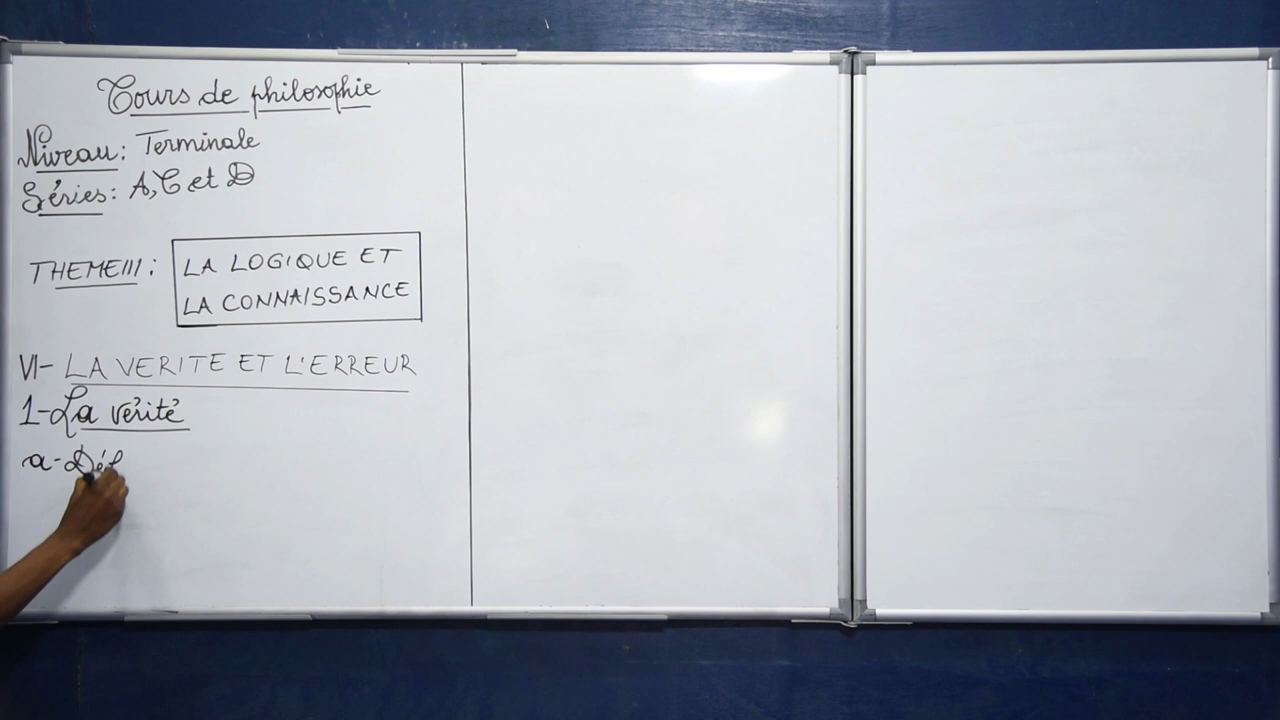 Cours de philosophie
Niveau: Terminale
Séries: A, C et D
THEME III:
LA LOGIQUE ET
LA CONNAISSANCE
VI- LA VERITE ET L'ERREUR
1- La vérité
a- Déf